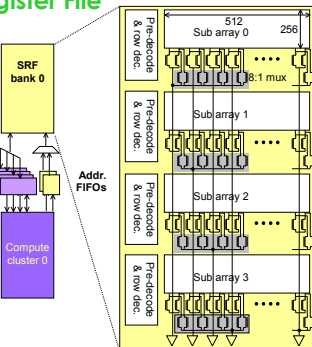 gister File
SRF
bank 0
Addr.
FIFOs
Compute
cluster 0
Pre-decode
& row dec.
512
256
Sub array 0
8:1 mux
Pre-decode
& row dec.
Sub array 1
Pre-decode
& row dec.
Sub array 2
Pre-decode
& row dec.
Sub array 3